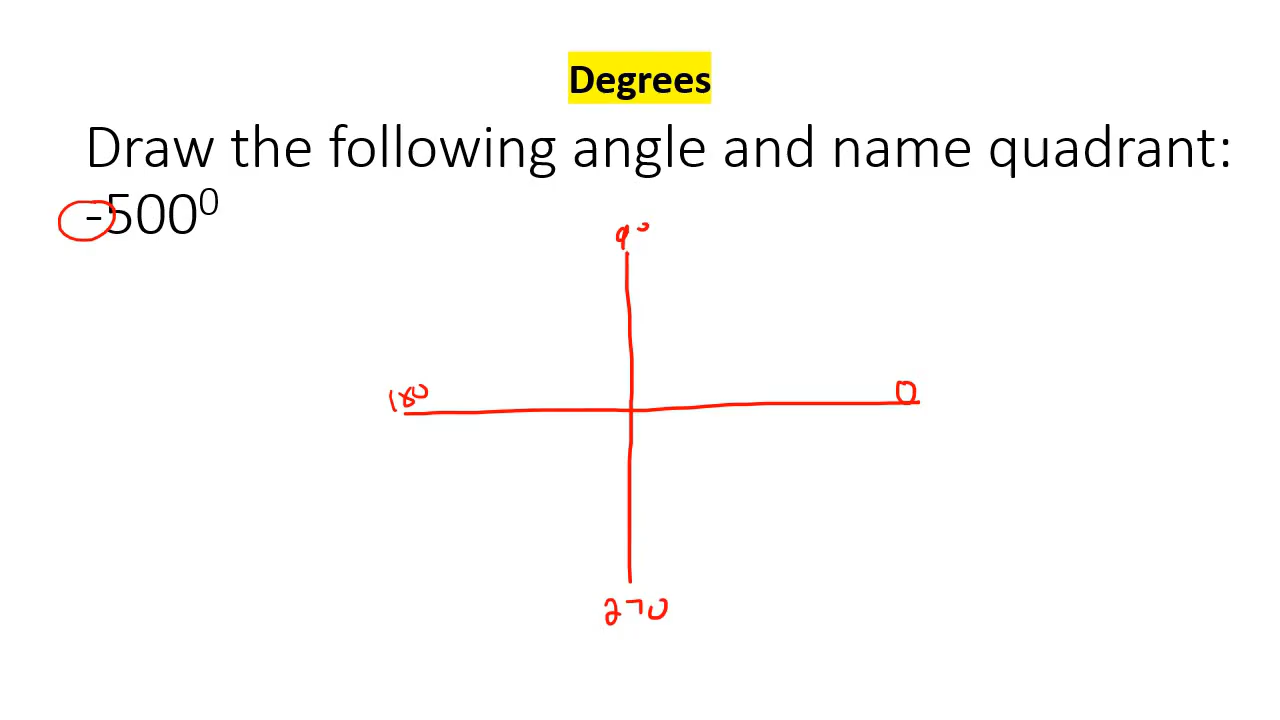 Degrees
Draw the following angle and name quadrant:
-500⁰
90
180
0
270